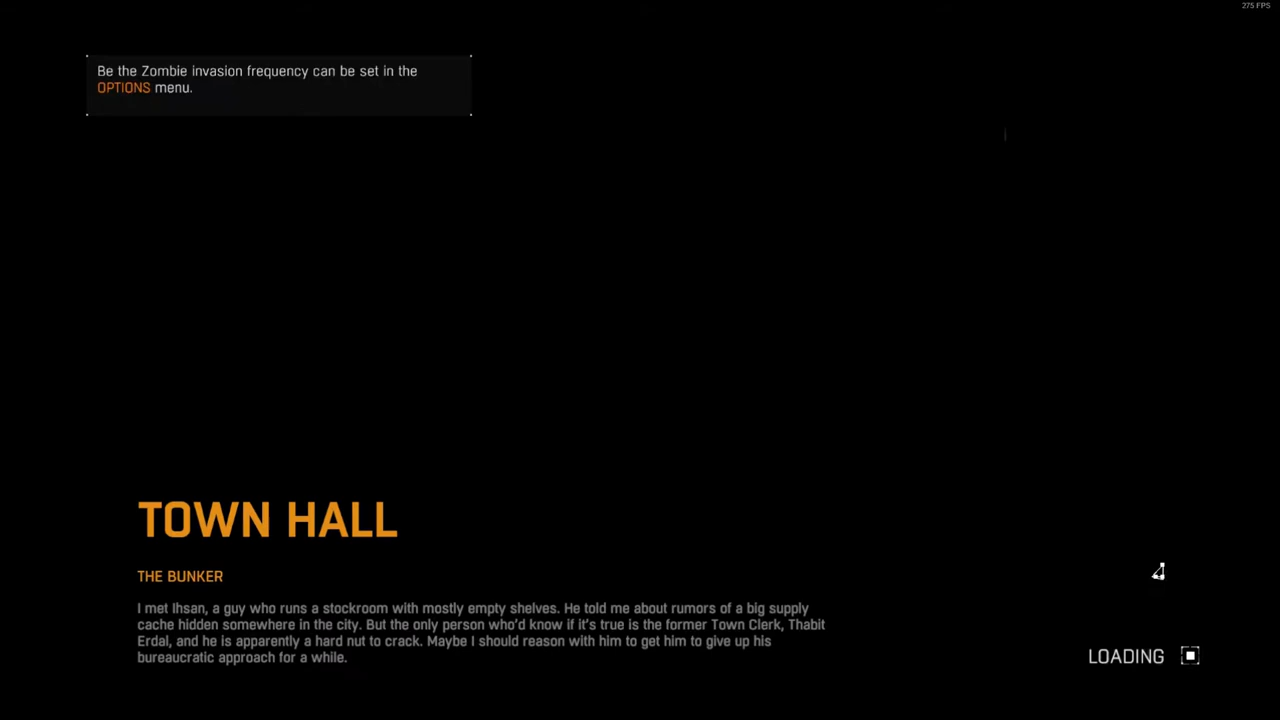 275 FPS
Be the Zombie invasion frequency can be set in the
OPTIONS menu.
TOWN HALL
THE BUNKER
I met Ihsan, a guy who runs a stockroom with mostly empty shelves. He told me about rumors of a big supply
cache hidden somewhere in the city. But the only person who'd know if it's true is the former Town Clerk, Thabit
Erdal, and he is apparently a hard nut to crack. Maybe I should reason with him to get him to give up his
bureaucratic approach for a while.
LOADING